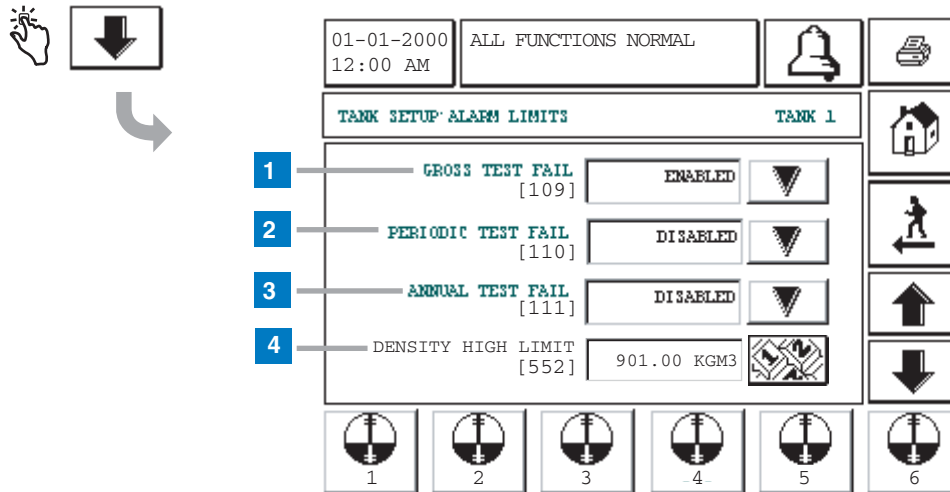 01-01-2000 ALL FUNCTIONS NORMAL
12:00 AM
TANK SETUP: ALARM LIMITS TANK 1
1 GROSS TEST FAIL ENABLED
[109]
2 PERIODIC TEST FAIL DISABLED
[110]
3 ANNUAL TEST FAIL DISABLED
[111]
4 DENSITY HIGH LIMIT
[552] 901.00 KGM3
1 2 3 -4- 5 6